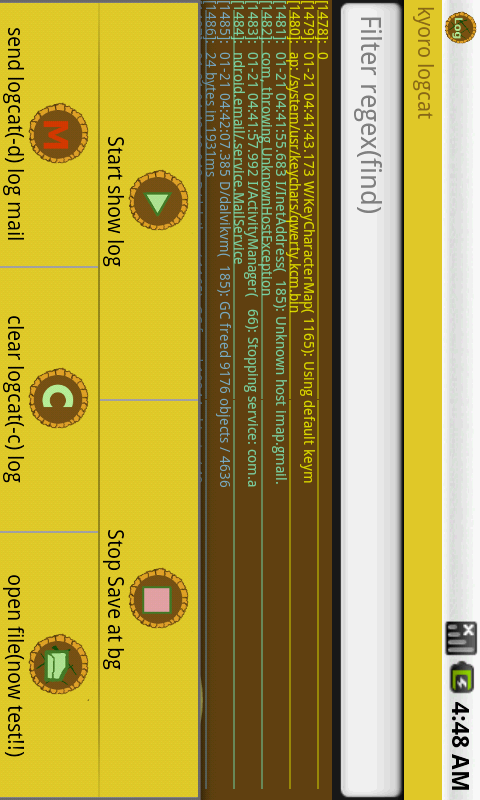 Log
4:48 AM
kyoro logcat
Filter regex(find)
[1478]: 0
[1479]: 01-21 04:41:43.173 W/KeyCharacterMap( 1165): Using default keym
[1480]: ap: /system/usr/keychars/qwerty.kcm.bin
[1481]: 01-21 04:41:55.683 I/InetAddress( 185): Unknown host imap.gmail.
[1482]: com, throwing UnknownHostException
[1483]: 01-21 04:41:57.992 I/ActivityManager( 66): Stopping service: com.a
[1484]: ndroid.email/.service.MailService
[1485]: 01-21 04:42:07.385 D/dalvikvm( 185): GC freed 9176 objects / 4636
[1486]: 24 bytes in 1931ms
Start show log
Stop Save at bg
M
C
send logcat(-d) log mail
clear logcat(-c) log
open file(now test!!)